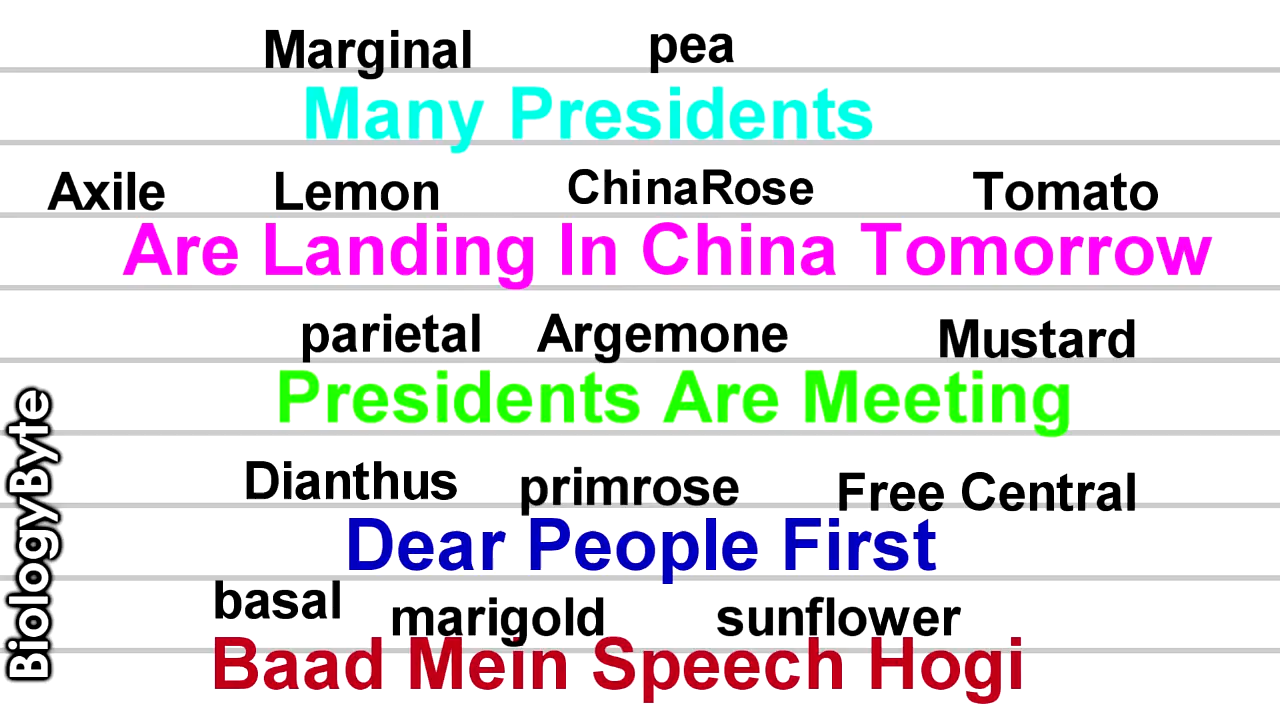 Marginal pea
Many Presidents
Axile Lemon ChinaRose Tomato
Are Landing In China Tomorrow
parietal Argemone Mustard
Presidents Are Meeting
Dianthus primrose Free Central
Dear People First
basal marigold sunflower
Baad Mein Speech Hogi
BiologyByte